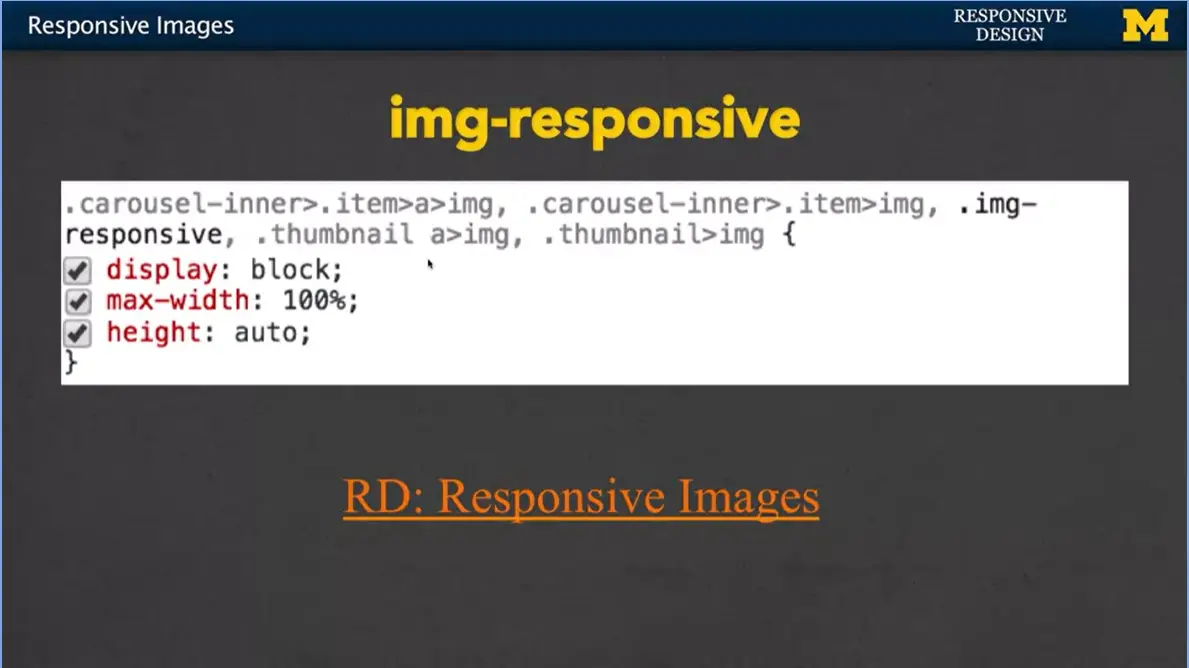 Responsive Images
RESPONSIVE
DESIGN
M
img-responsive
.carousel-inner>.item>a>img, .carousel-inner>.item>img, .img-
responsive, .thumbnail a>img, .thumbnail>img {
display: block;
max-width: 100%;
height: auto;
}
RD: Responsive Images